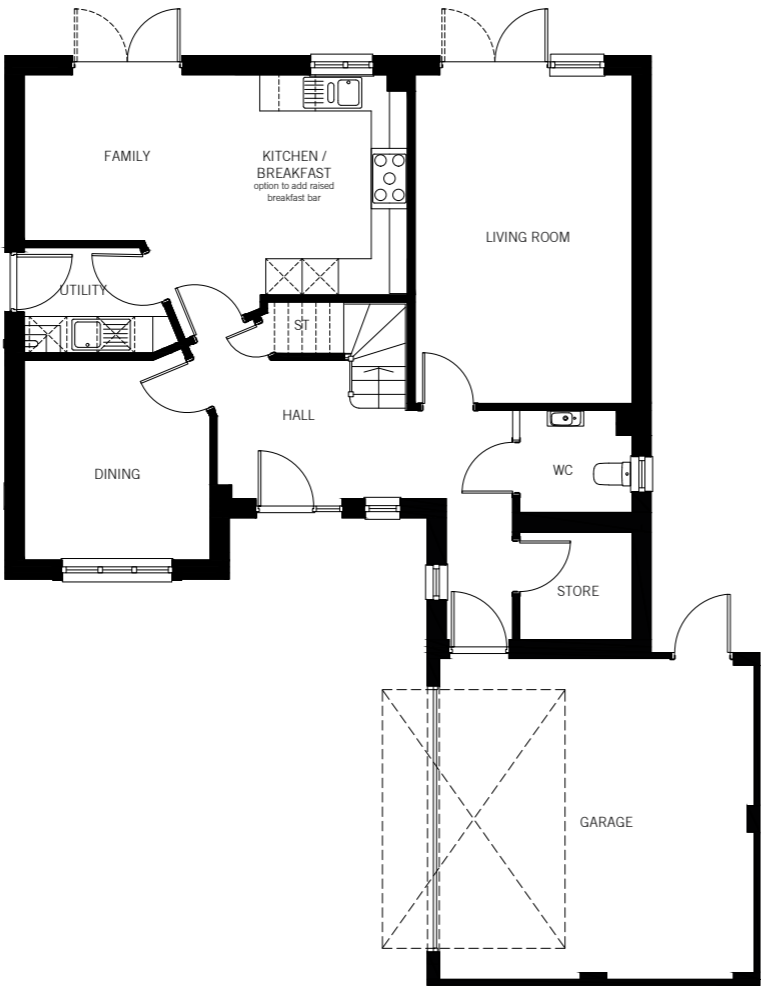 FAMILY
KITCHEN /
BREAKFAST
option to add raised
breakfast bar
LIVING ROOM
UTILITY
ST
HALL
DINING
WC
STORE
GARAGE